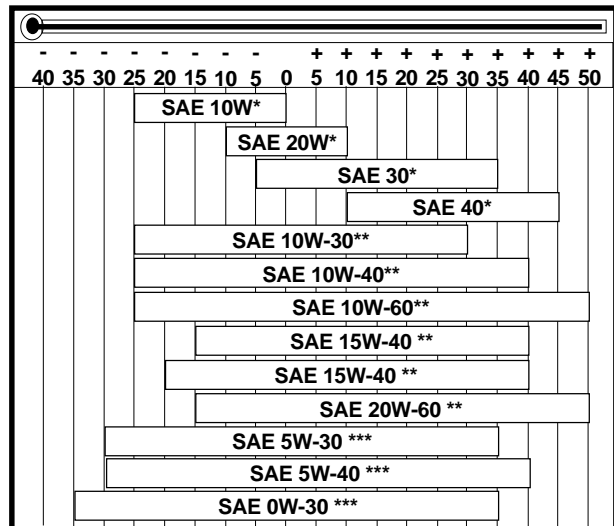 - - - - - - - - + + + + + + + + + +
40 35 30 25 20 15 10 5 0 5 10 15 20 25 30 35 40 45 50
SAE 10W*
SAE 20W*
SAE 30*
SAE 40*
SAE 10W-30**
SAE 10W-40**
SAE 10W-60**
SAE 15W-40 **
SAE 15W-40 **
SAE 20W-60 **
SAE 5W-30 ***
SAE 5W-40 ***
SAE 0W-30 ***